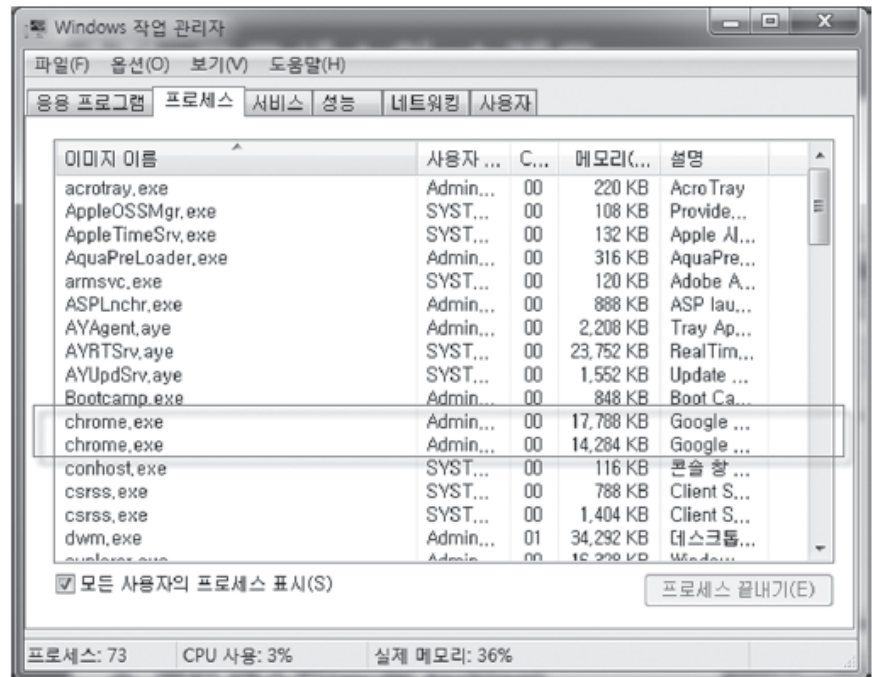 Windows 작업 관리자
파일(F) 옵션(O) 보기(V) 도움말(H)
응용 프로그램 프로세스 서비스 성능 네트워킹 사용자
이미지 이름 사용자 ... C... 메모리(... 설명
acrotray.exe Admin... 00 220 KB AcroTray
AppleOSSMgr.exe SYST... 00 108 KB Provide...
AppleTimeSrv.exe SYST... 00 132 KB Apple 시...
AquaPreLoader.exe Admin... 00 316 KB AquaPre...
armsvc.exe SYST... 00 120 KB Adobe A...
ASPLnchr.exe Admin... 00 888 KB ASP lau...
AYAgent.aye Admin... 00 2,208 KB Tray Ap...
AYRTSrv.aye SYST... 00 23,752 KB RealTim...
AYUpdSrv.aye SYST... 00 1,552 KB Update ...
Bootcamp.exe Admin... 00 848 KB Boot Ca...
chrome.exe Admin... 00 17,788 KB Google ...
chrome.exe Admin... 00 14,284 KB Google ...
conhost.exe SYST... 00 116 KB 콘솔 창 ...
csrss.exe SYST... 00 788 KB Client S...
csrss.exe SYST... 00 1,404 KB Client S...
dwm.exe Admin... 01 34,292 KB 데스크톱...
모든 사용자의 프로세스 표시(S)
프로세스 끝내기(E)
프로세스: 73 CPU 사용: 3% 실제 메모리: 36%